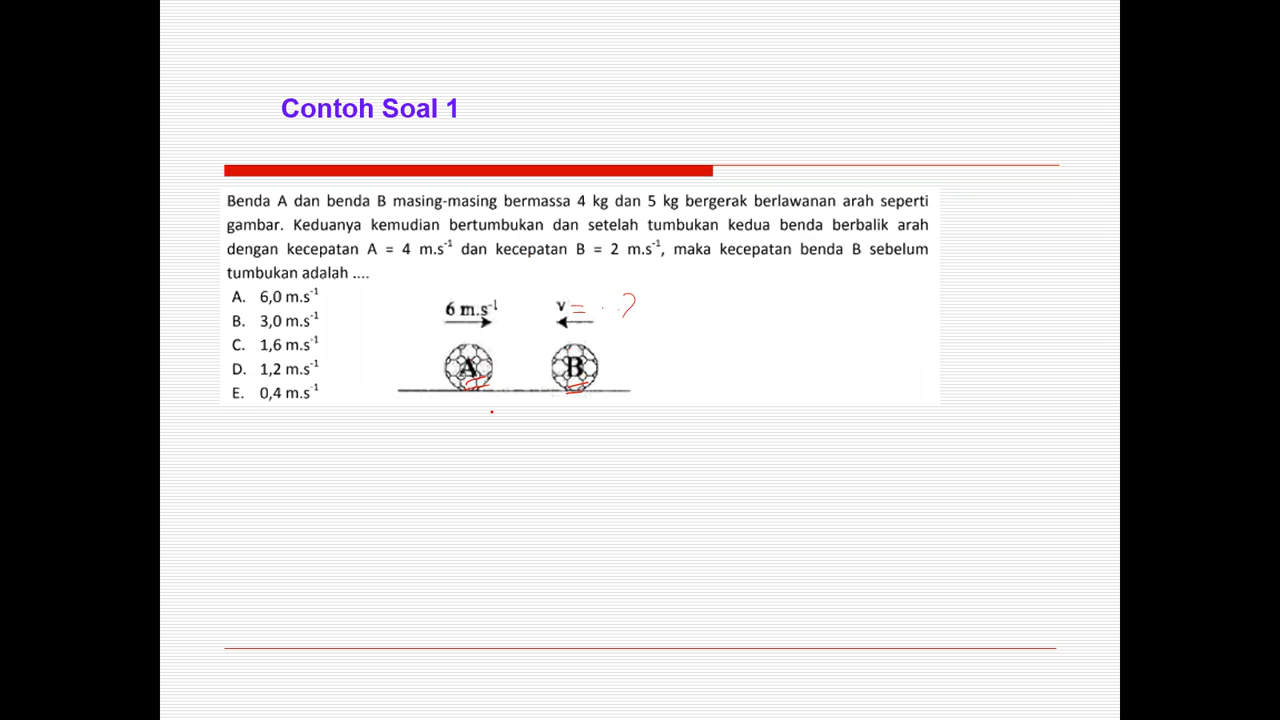 Contoh Soal 1
Benda A dan benda B masing-masing bermassa 4 kg dan 5 kg bergerak berlawanan arah seperti
gambar. Keduanya kemudian bertumbukan dan setelah tumbukan kedua benda berbalik arah
dengan kecepatan A = 4 m.s⁻¹ dan kecepatan B = 2 m.s⁻¹, maka kecepatan benda B sebelum
tumbukan adalah ....
A. 6,0 m.s⁻¹
B. 3,0 m.s⁻¹
C. 1,6 m.s⁻¹
D. 1,2 m.s⁻¹
E. 0,4 m.s⁻¹
6 m.s⁻¹
v = . . ?
A
B